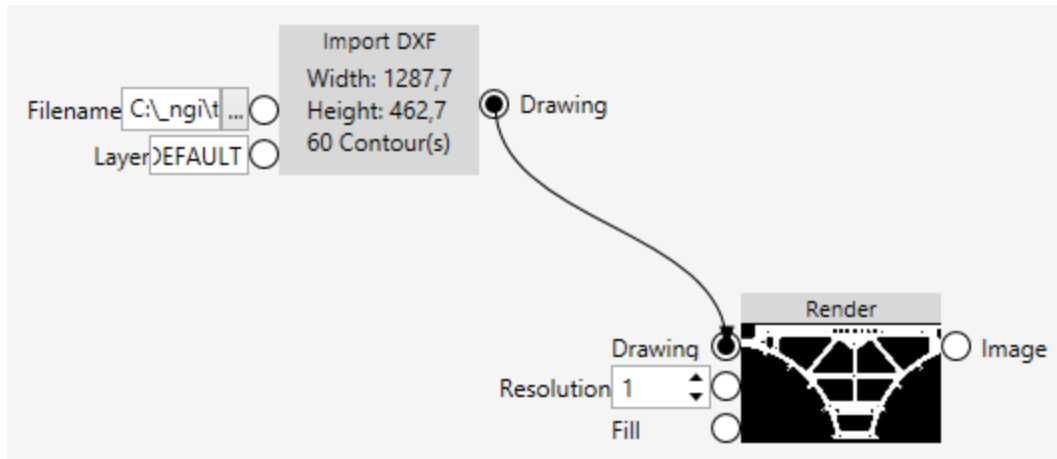 Import DXF
Width: 1287,7
Height: 462,7
60 Contour(s)
Filename C:\_ngi\t ...
Layer DEFAULT
Drawing
Render
Drawing
Resolution 1
Fill
Image